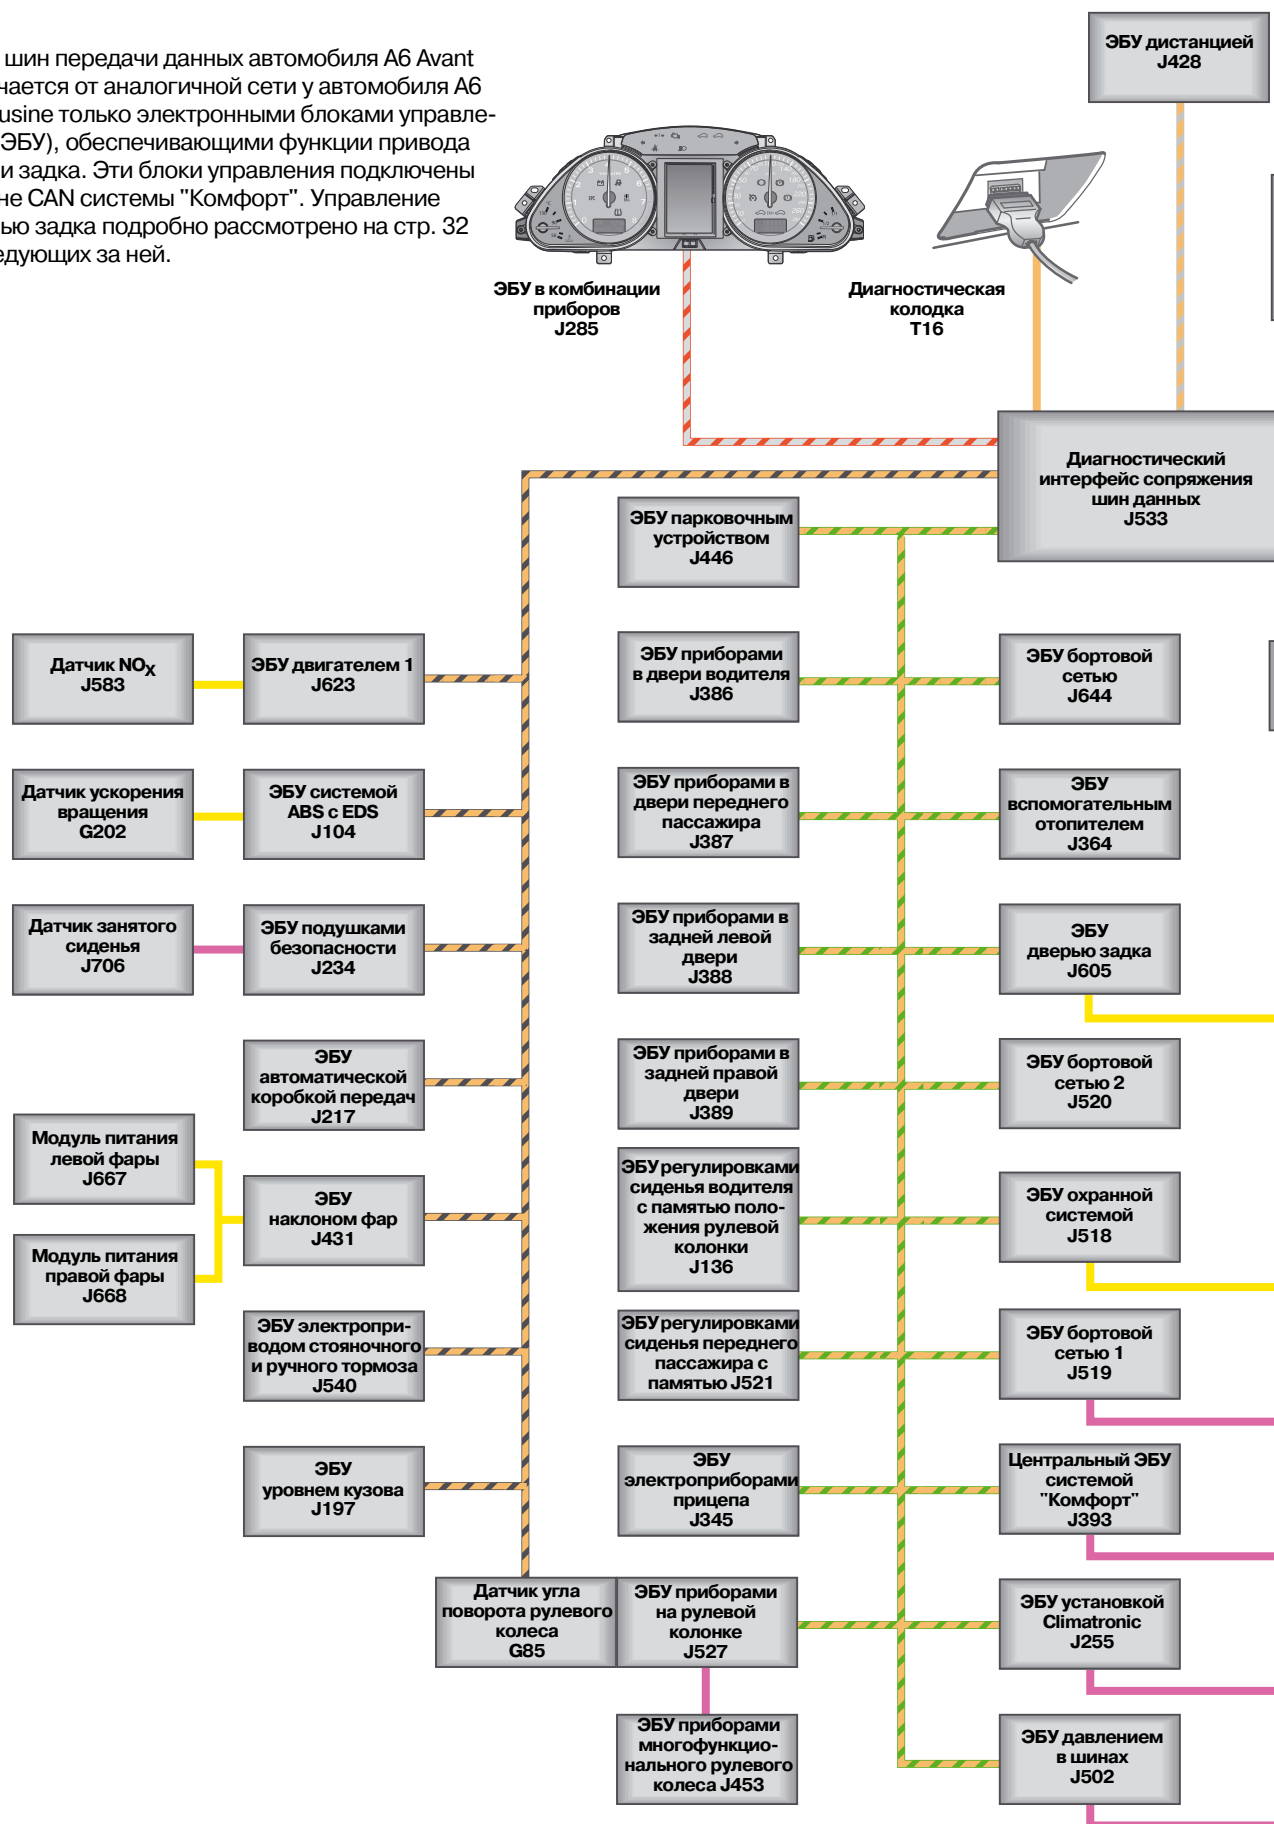 шин передачи данных автомобиля A6 Avant
чается от аналогичной сети у автомобиля A6
usine только электронными блоками управле-
ЭБУ), обеспечивающими функции привода
и задка. Эти блоки управления подключены
не CAN системы "Комфорт". Управление
ью задка подробно рассмотрено на стр. 32
едующих за ней.
ЭБУ дистанцией
J428
ЭБУ в комбинации
приборов
J285
Диагностическая
колодка
T16
Диагностический
интерфейс сопряжения
шин данных
J533
ЭБУ парковочным
устройством
J446
Датчик NOX
J583
ЭБУ двигателем 1
J623
ЭБУ приборами
в двери водителя
J386
ЭБУ бортовой
сетью
J644
Датчик ускорения
вращения
G202
ЭБУ системой
ABS с EDS
J104
ЭБУ приборами в
двери переднего
пассажира
J387
ЭБУ
вспомогательным
отопителем
J364
Датчик занятого
сиденья
J706
ЭБУ подушками
безопасности
J234
ЭБУ приборами в
задней левой
двери
J388
ЭБУ
дверью задка
J605
ЭБУ
автоматической
коробкой передач
J217
ЭБУ приборами в
задней правой
двери
J389
ЭБУ бортовой
сетью 2
J520
Модуль питания
левой фары
J667
Модуль питания
правой фары
J668
ЭБУ
наклоном фар
J431
ЭБУ регулировками
сиденья водителя
с памятью поло-
жения рулевой
колонки
J136
ЭБУ охранной
системой
J518
ЭБУ электропри-
водом стояночного
и ручного тормоза
J540
ЭБУ регулировками
сиденья переднего
пассажира с
памятью J521
ЭБУ бортовой
сетью 1
J519
ЭБУ
уровнем кузова
J197
ЭБУ
электроприборами
прицепа
J345
Центральный ЭБУ
системой
"Комфорт"
J393
Датчик угла
поворота рулевого
колеса
G85
ЭБУ приборами
на рулевой
колонке
J527
ЭБУ установкой
Climatronic
J255
ЭБУ приборами
многофункцио-
нального рулевого
колеса J453
ЭБУ давлением
в шинах
J502